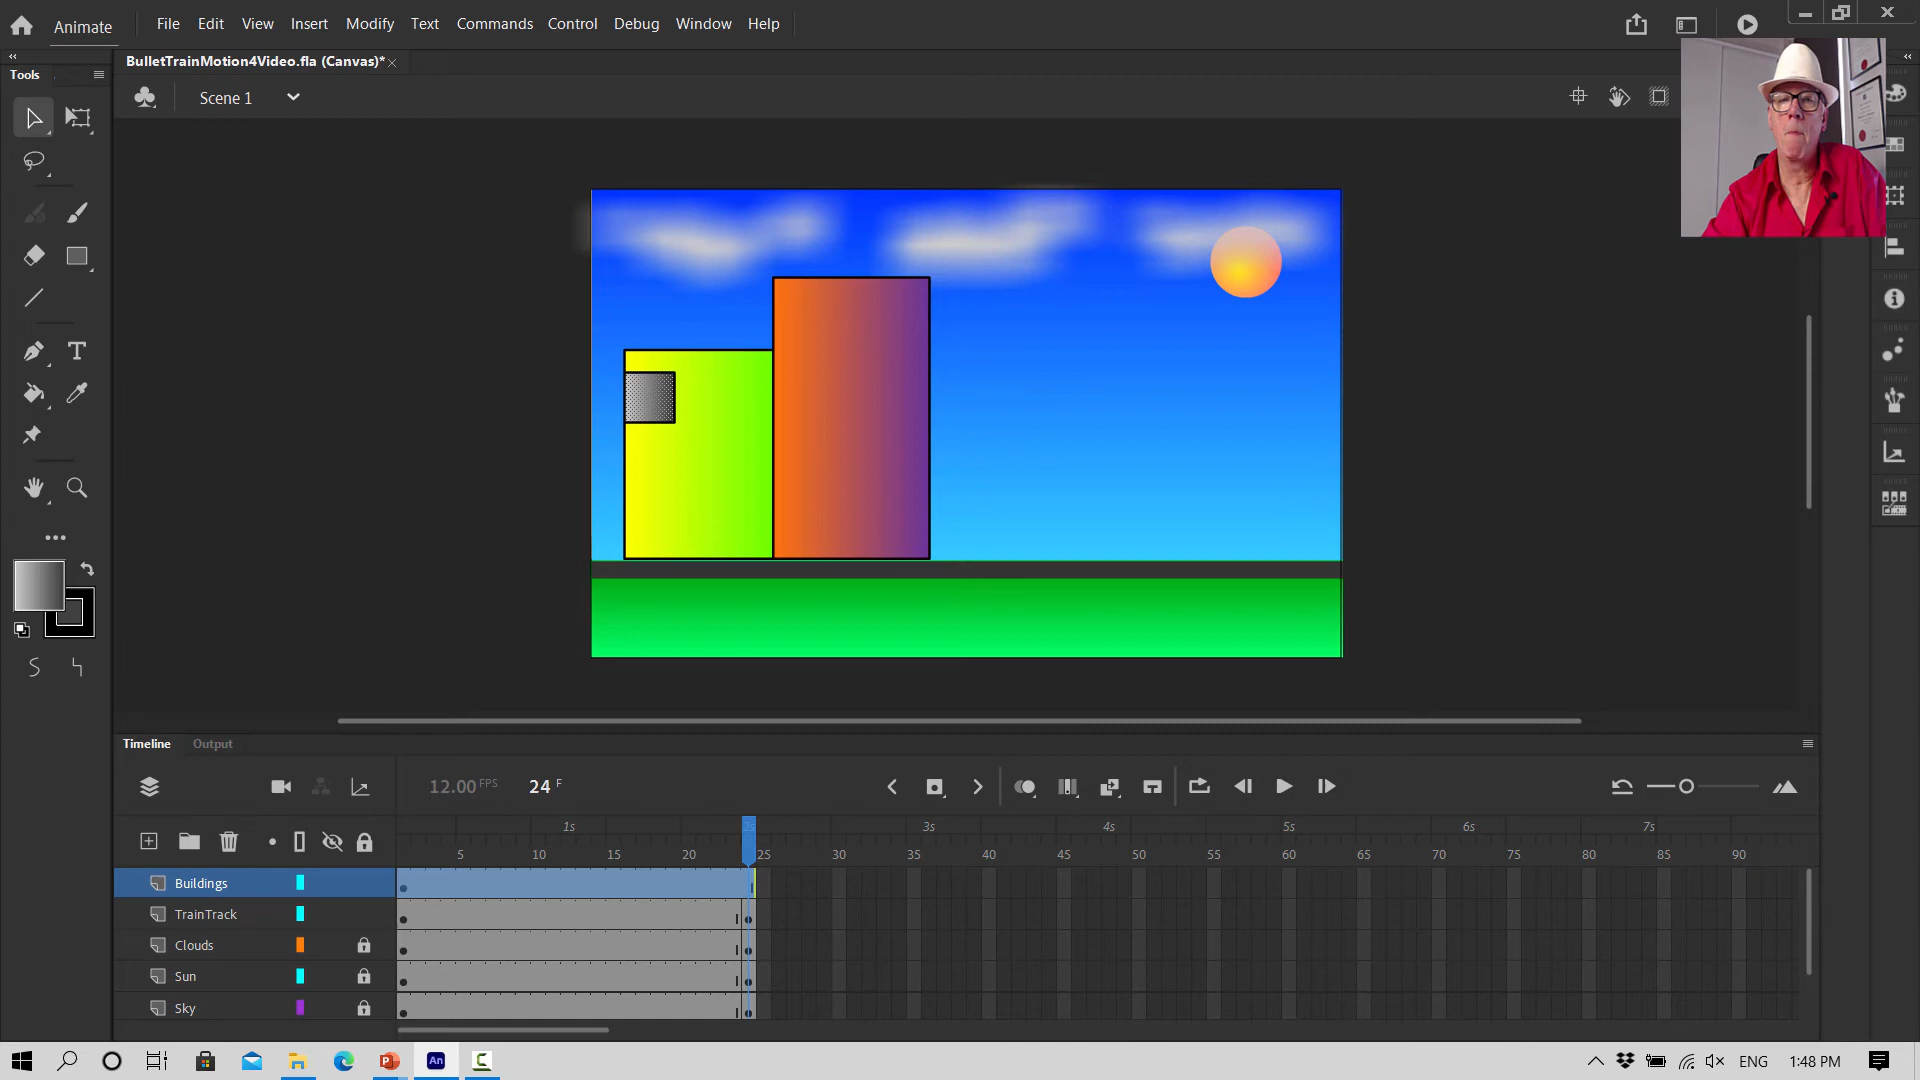 Animate File Edit View Insert Modify Text Commands Control Debug Window Help
Tools
BulletTrainMotion4Video.fla (Canvas)*
Scene 1
Timeline Output
12.00 FPS 24 F
1s 2s 3s 4s 5s 6s 7s
5 10 15 20 25 30 35 40 45 50 55 60 65 70 75 80 85 90
Buildings
TrainTrack
Clouds
Sun
Sky
P An C ENG 1:48 PM